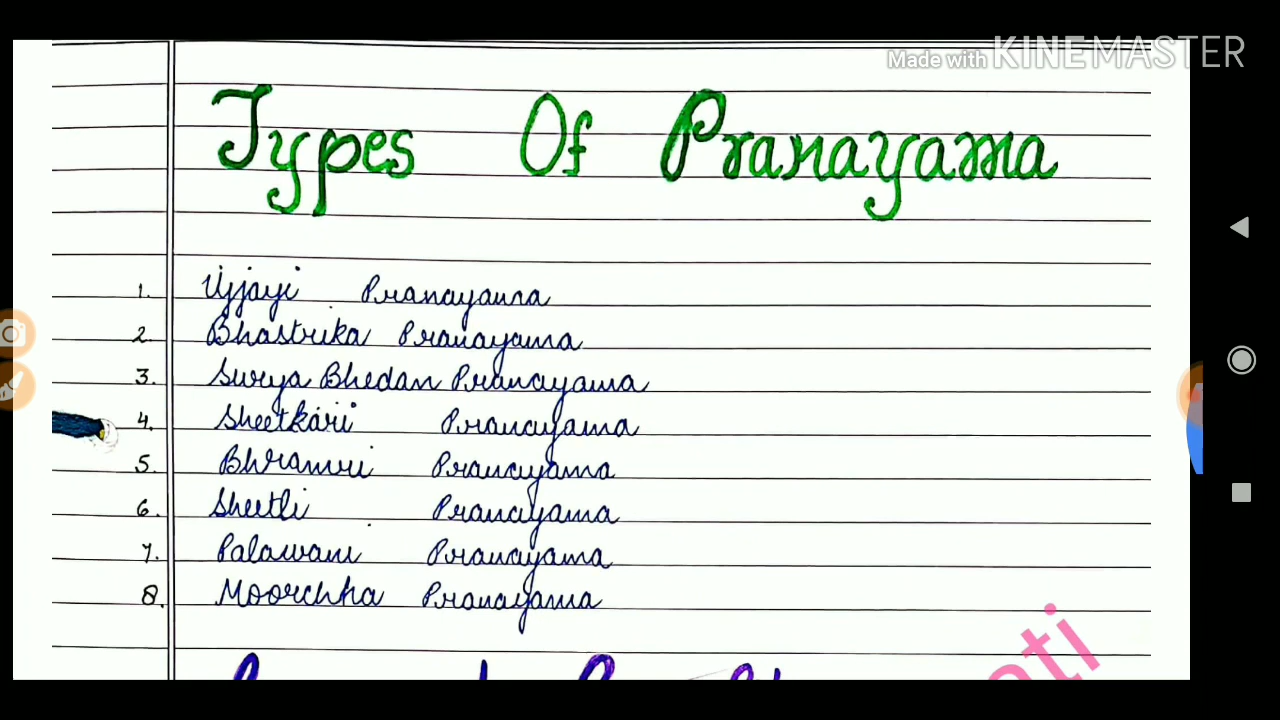 Made with KINEMASTER
Types Of Pranayama
1. Ujjayi Pranayama
2. Bhastrika Pranayama
3. Surya Bhedan Pranayama
4. Sheetkari Pranayama
5. Bhramri Pranayama
6. Sheetli Pranayama
7. Palawani Pranayama
8. Moorchha Pranayama